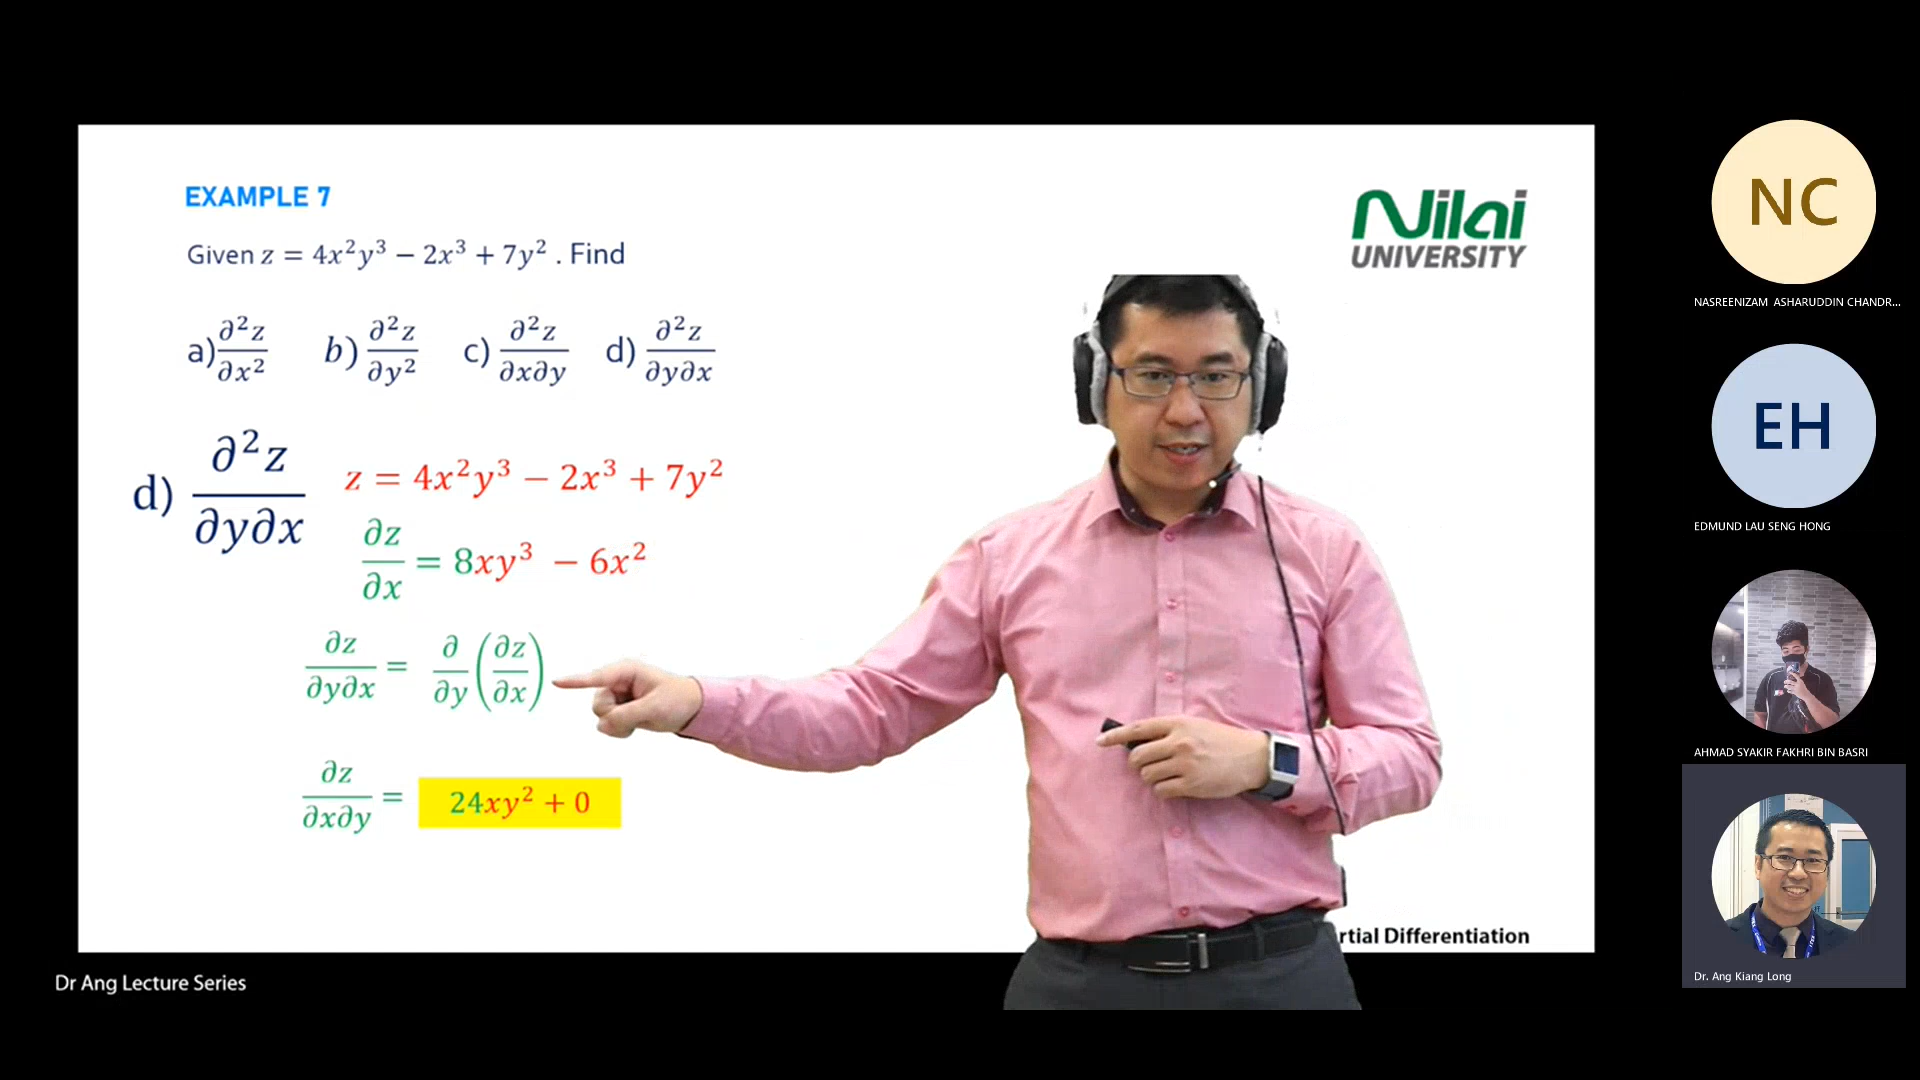 EXAMPLE 7
Given z = 4x²y³ − 2x³ + 7y² . Find
a) ∂²z/∂x² b) ∂²z/∂y² c) ∂²z/∂x∂y d) ∂²z/∂y∂x
d) ∂²z/∂y∂x
z = 4x²y³ − 2x³ + 7y²
∂z/∂x = 8xy³ − 6x²
∂z/∂y∂x = ∂/∂y (∂z/∂x)
∂z/∂x∂y = 24xy² + 0
Nilai
UNIVERSITY
rtial Differentiation
Dr Ang Lecture Series
NC
NASREENIZAM ASHARUDDIN CHANDR...
EH
EDMUND LAU SENG HONG
AHMAD SYAKIR FAKHRI BIN BASRI
Dr. Ang Kiang Long